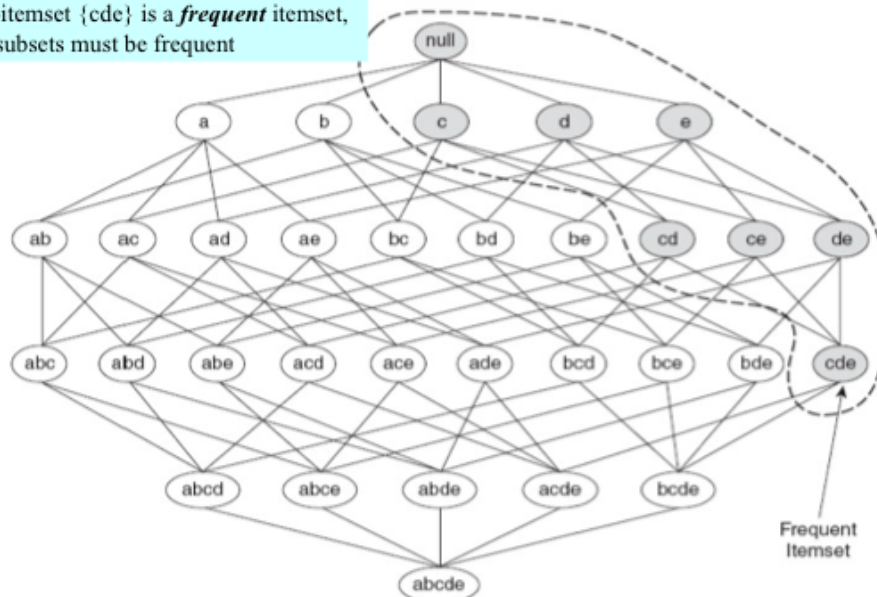 itemset {cde} is a frequent itemset,
subsets must be frequent
null
a b c d e
ab ac ad ae bc bd be cd ce de
abc abd abe acd ace ade bcd bce bde cde
abcd abce abde acde bcde
Frequent
Itemset
abcde